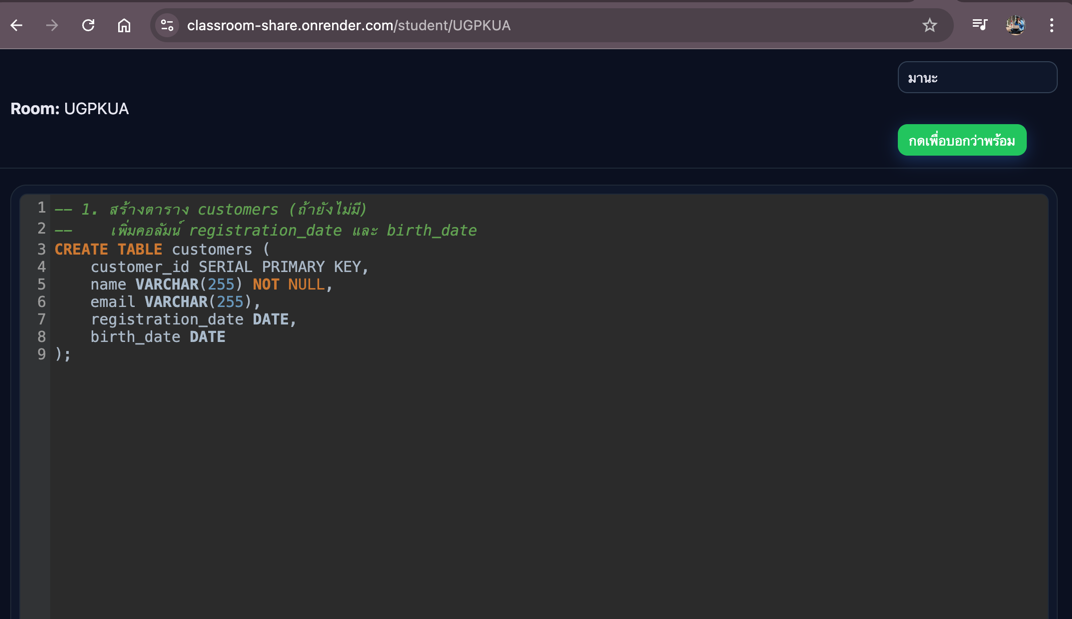 classroom-share.onrender.com/student/UGPKUA
มานะ
Room: UGPKUA
กดเพื่อบอกว่าพร้อม
1 -- 1. สร้างตาราง customers (ถ้ายังไม่มี)
2 --    เพิ่มคอลัมน์ registration_date และ birth_date
3 CREATE TABLE customers (
4     customer_id SERIAL PRIMARY KEY,
5     name VARCHAR(255) NOT NULL,
6     email VARCHAR(255),
7     registration_date DATE,
8     birth_date DATE
9 );